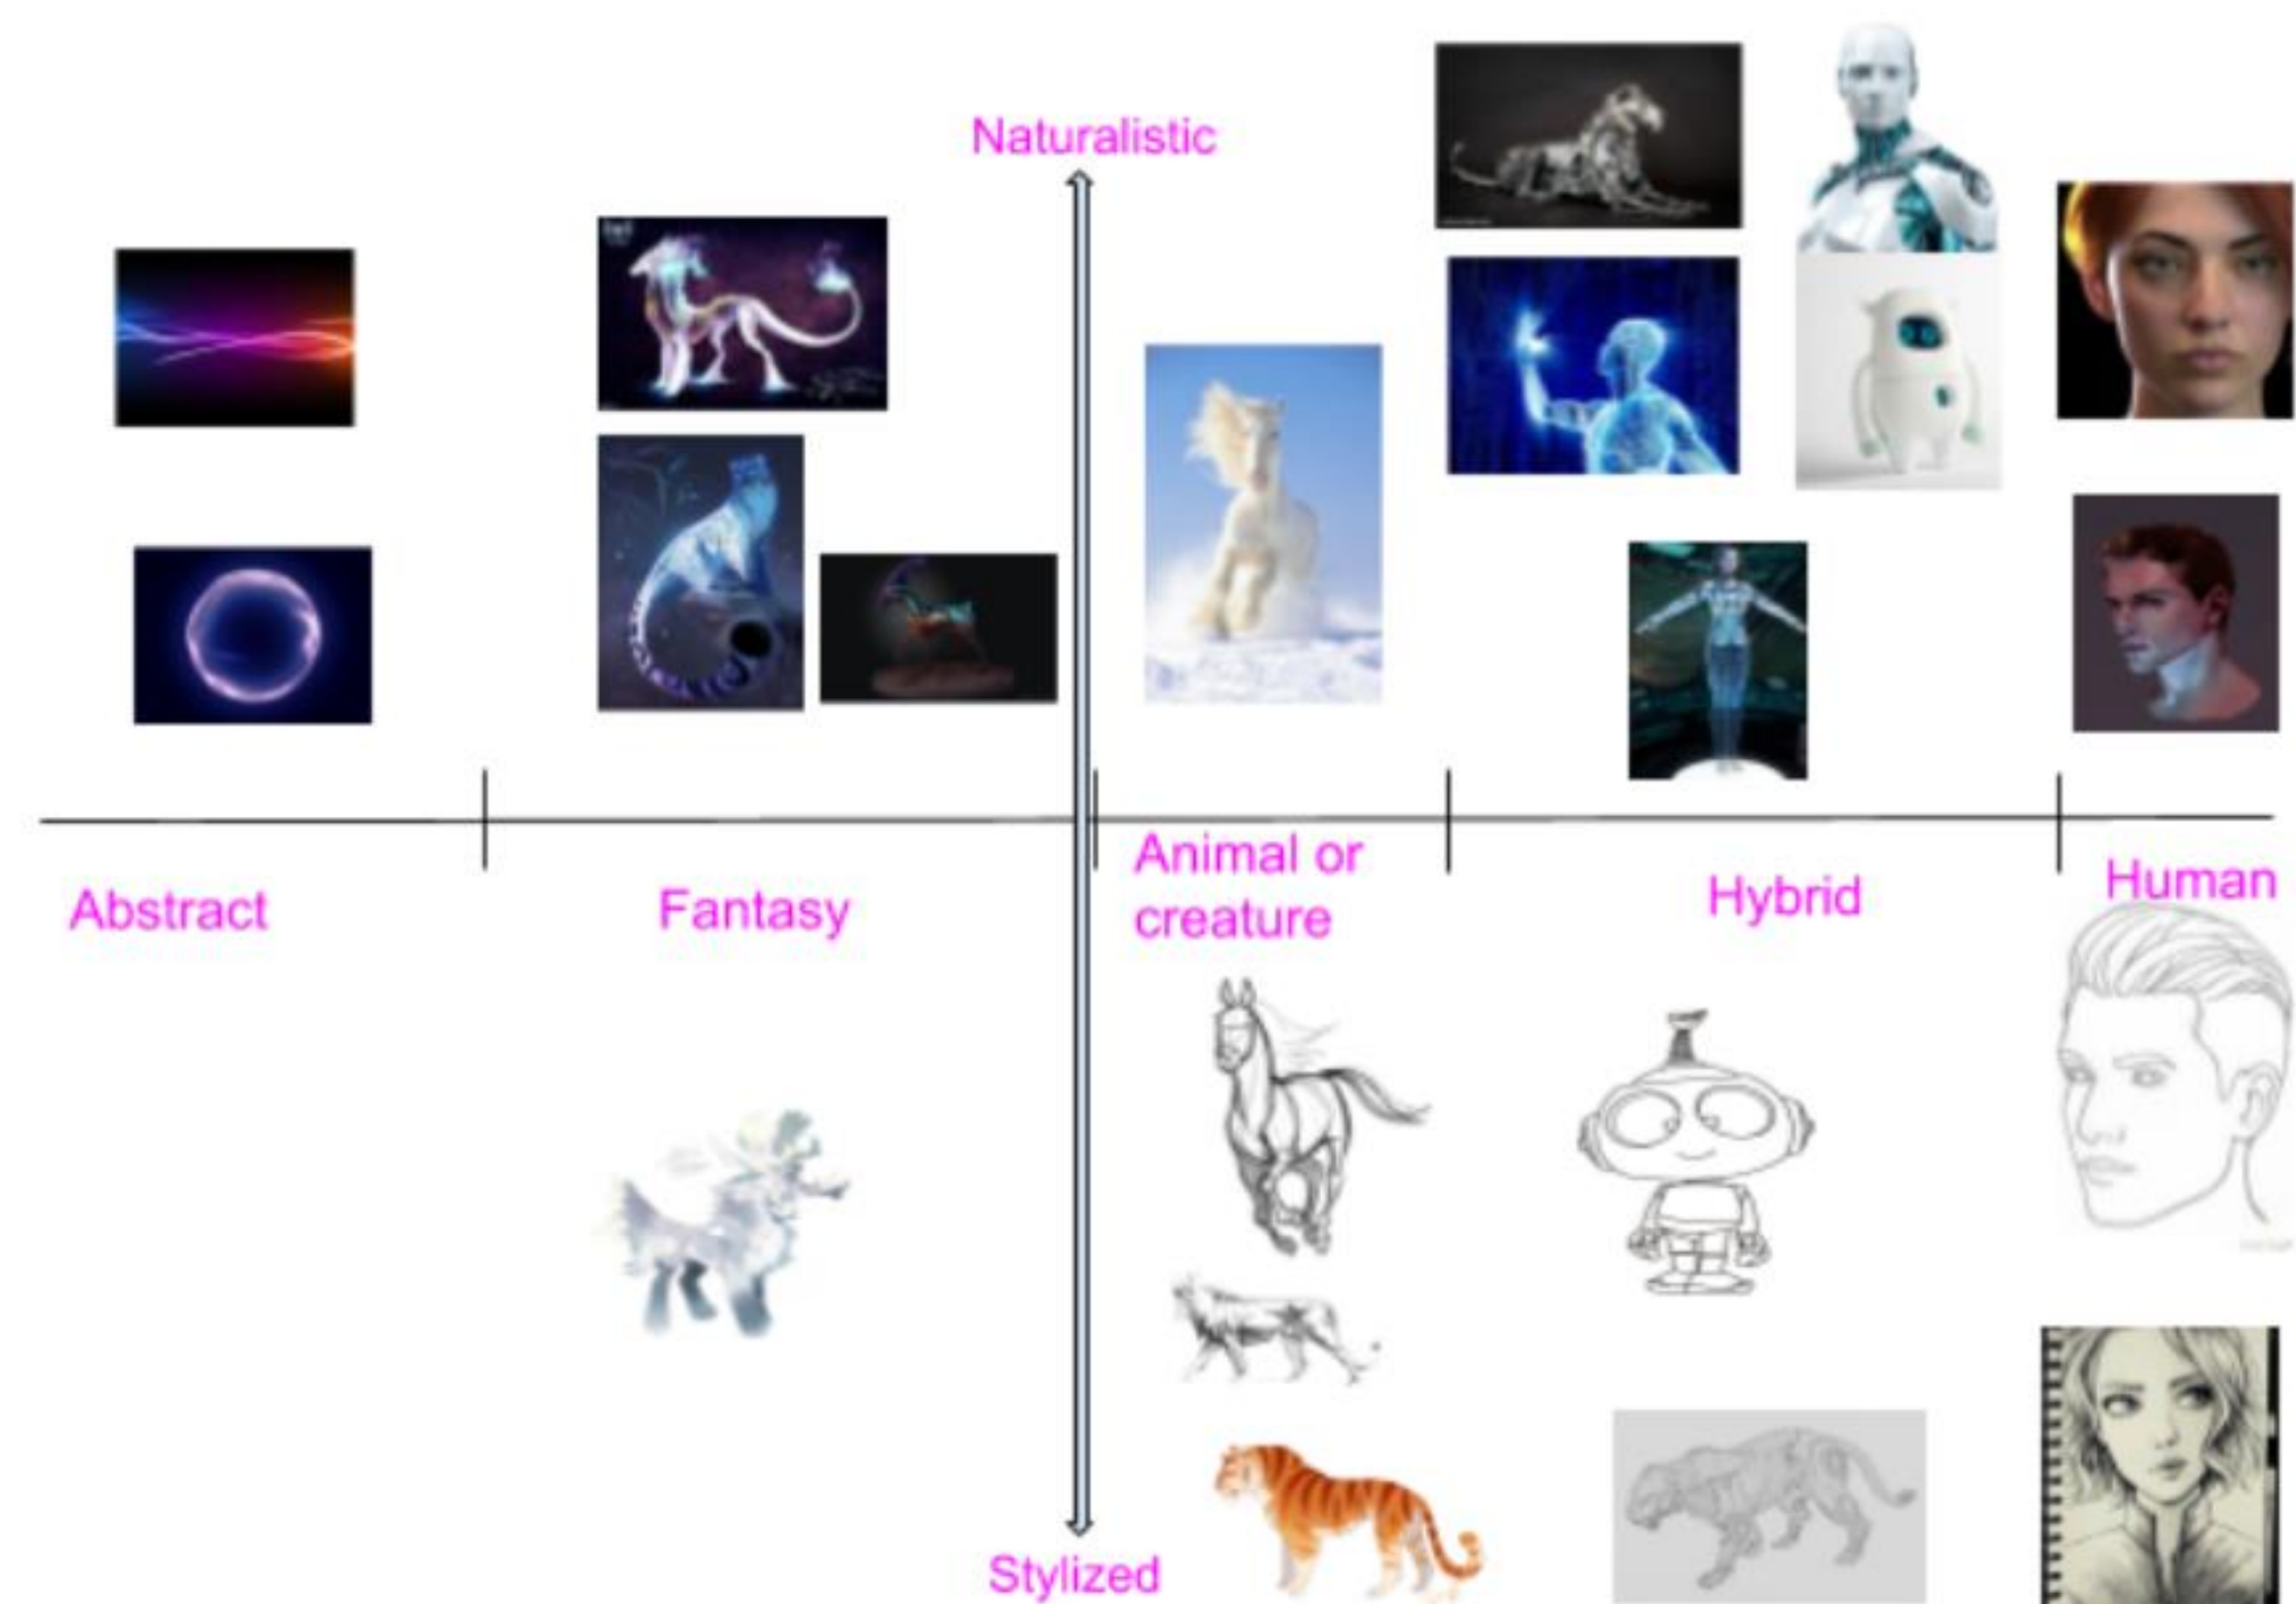 Naturalistic
Abstract
Fantasy
Animal or
creature
Hybrid
Human
Stylized